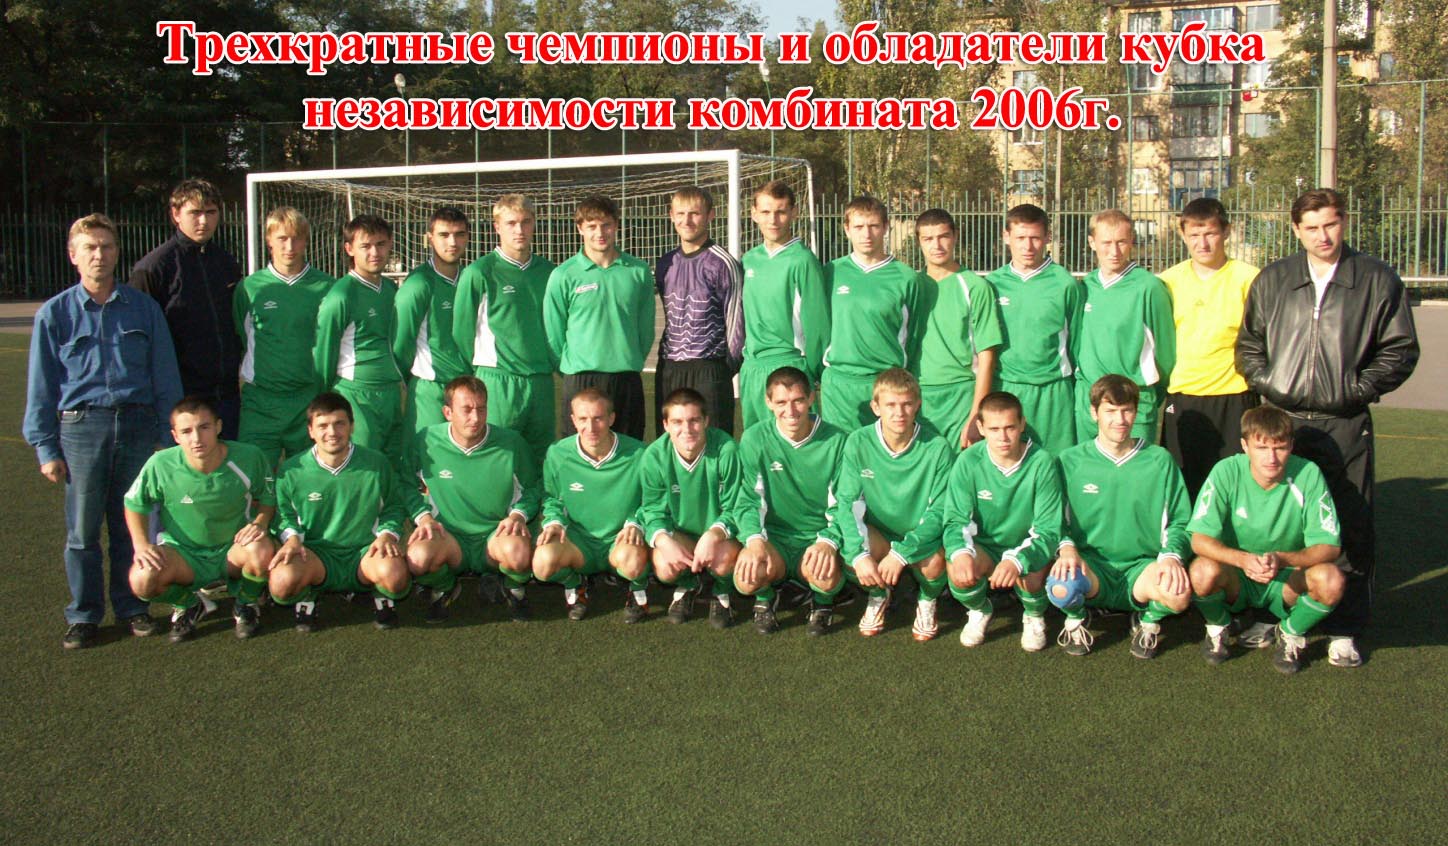 Трехкратные чемпионы и обладатели кубка
независимости комбината 2006г.